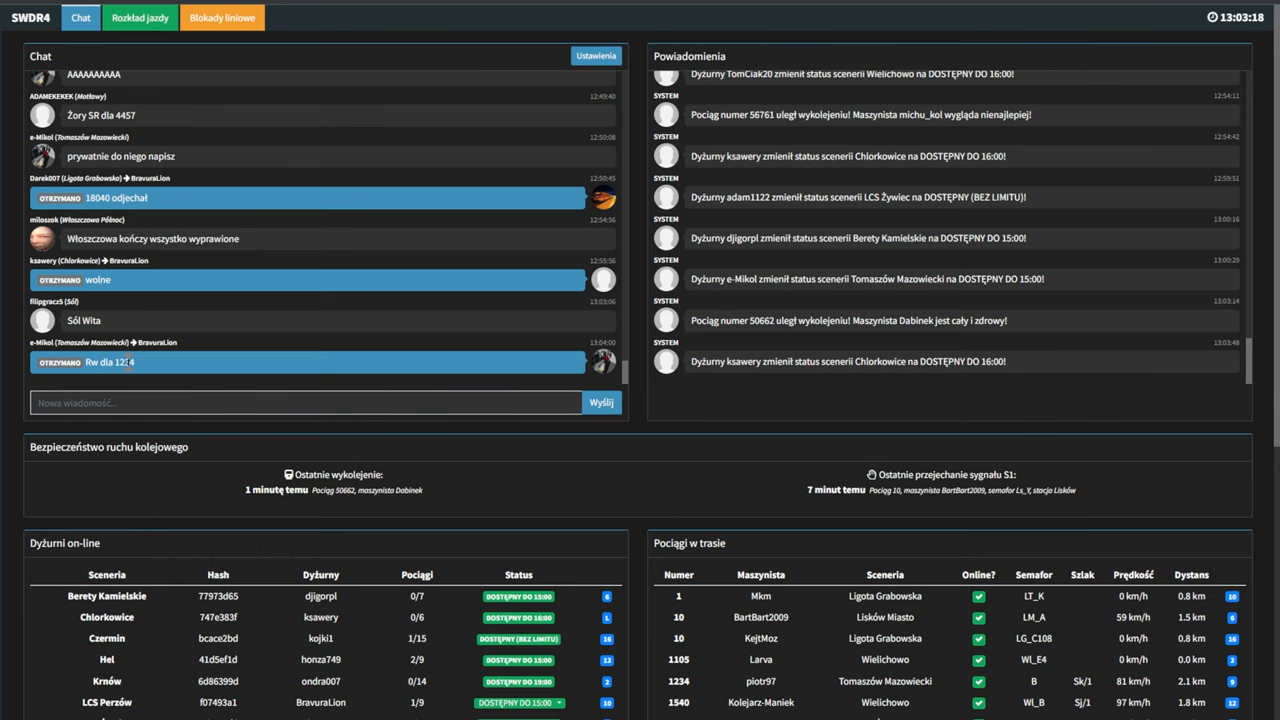 SWDR4 Chat Rozkład jazdy Blokady liniowe 13:03:18
Chat Ustawienia
AAAAAAAAAA
ADAMEKEKEK (Motławy) 12:49:40
Żory SR dla 4457
e-Mikol (Tomaszów Mazowiecki) 12:50:08
prywatnie do niego napisz
Darek007 (Ligota Grabowska) → BravuraLion 12:50:45
OTRZYMANO 18040 odjechał
miloszok (Włoszczowa Północ) 12:54:56
Włoszczowa kończy wszystko wyprawione
ksawery (Chlorkowice) → BravuraLion 12:55:56
OTRZYMANO wolne
filipgracz5 (Sól) 13:03:06
Sól Wita
e-Mikol (Tomaszów Mazowiecki) → BravuraLion 13:04:00
OTRZYMANO Rw dla 1234
Nowa wiadomość... Wyślij
Powiadomienia
Dyżurny TomCiak20 zmienił status scenerii Wielichowo na DOSTĘPNY DO 16:00!
SYSTEM 12:54:11
Pociąg numer 56761 uległ wykolejeniu! Maszynista michu_kol wygląda nienajlepiej!
SYSTEM 12:54:42
Dyżurny ksawery zmienił status scenerii Chlorkowice na DOSTĘPNY DO 16:00!
SYSTEM 12:59:51
Dyżurny adam1122 zmienił status scenerii LCS Żywiec na DOSTĘPNY (BEZ LIMITU)!
SYSTEM 13:00:16
Dyżurny djigorpl zmienił status scenerii Berety Kamielskie na DOSTĘPNY DO 15:00!
SYSTEM 13:00:29
Dyżurny e-Mikol zmienił status scenerii Tomaszów Mazowiecki na DOSTĘPNY DO 15:00!
SYSTEM 13:03:14
Pociąg numer 50662 uległ wykolejeniu! Maszynista Dabinek jest cały i zdrowy!
SYSTEM 13:03:48
Dyżurny ksawery zmienił status scenerii Chlorkowice na DOSTĘPNY DO 16:00!
Bezpieczeństwo ruchu kolejowego
Ostatnie wykolejenie:
1 minutę temu Pociąg 50662, maszynista Dabinek
Ostatnie przejechanie sygnału S1:
7 minut temu Pociąg 10, maszynista BartBart2009, semafor Ls_Y, stacja Lisków
Dyżurni on-line
Sceneria Hash Dyżurny Pociągi Status
Berety Kamielskie 77973d65 djigorpl 0/7 DOSTĘPNY DO 15:00 6
Chlorkowice 747e383f ksawery 0/6 DOSTĘPNY DO 16:00 L
Czermin bcace2bd kojki1 1/15 DOSTĘPNY (BEZ LIMITU) 16
Hel 41d5ef1d honza749 2/9 DOSTĘPNY DO 15:00 12
Krnów 6d86399d ondra007 0/14 DOSTĘPNY DO 19:00 2
LCS Perzów f07493a1 BravuraLion 1/9 DOSTĘPNY DO 15:00 10
Pociągi w trasie
Numer Maszynista Sceneria Online? Semafor Szlak Prędkość Dystans
1 Mkm Ligota Grabowska LT_K 0 km/h 0.8 km 10
10 BartBart2009 Lisków Miasto LM_A 59 km/h 1.5 km 6
10 KejtMoz Ligota Grabowska LG_C108 0 km/h 0.8 km 16
1105 Larva Wielichowo Wl_E4 0 km/h 0.0 km 3
1234 piotr97 Tomaszów Mazowiecki B Sk/1 81 km/h 2.1 km 9
1540 Kolejarz-Maniek Wielichowo Wl_B Sj/1 97 km/h 1.8 km 12